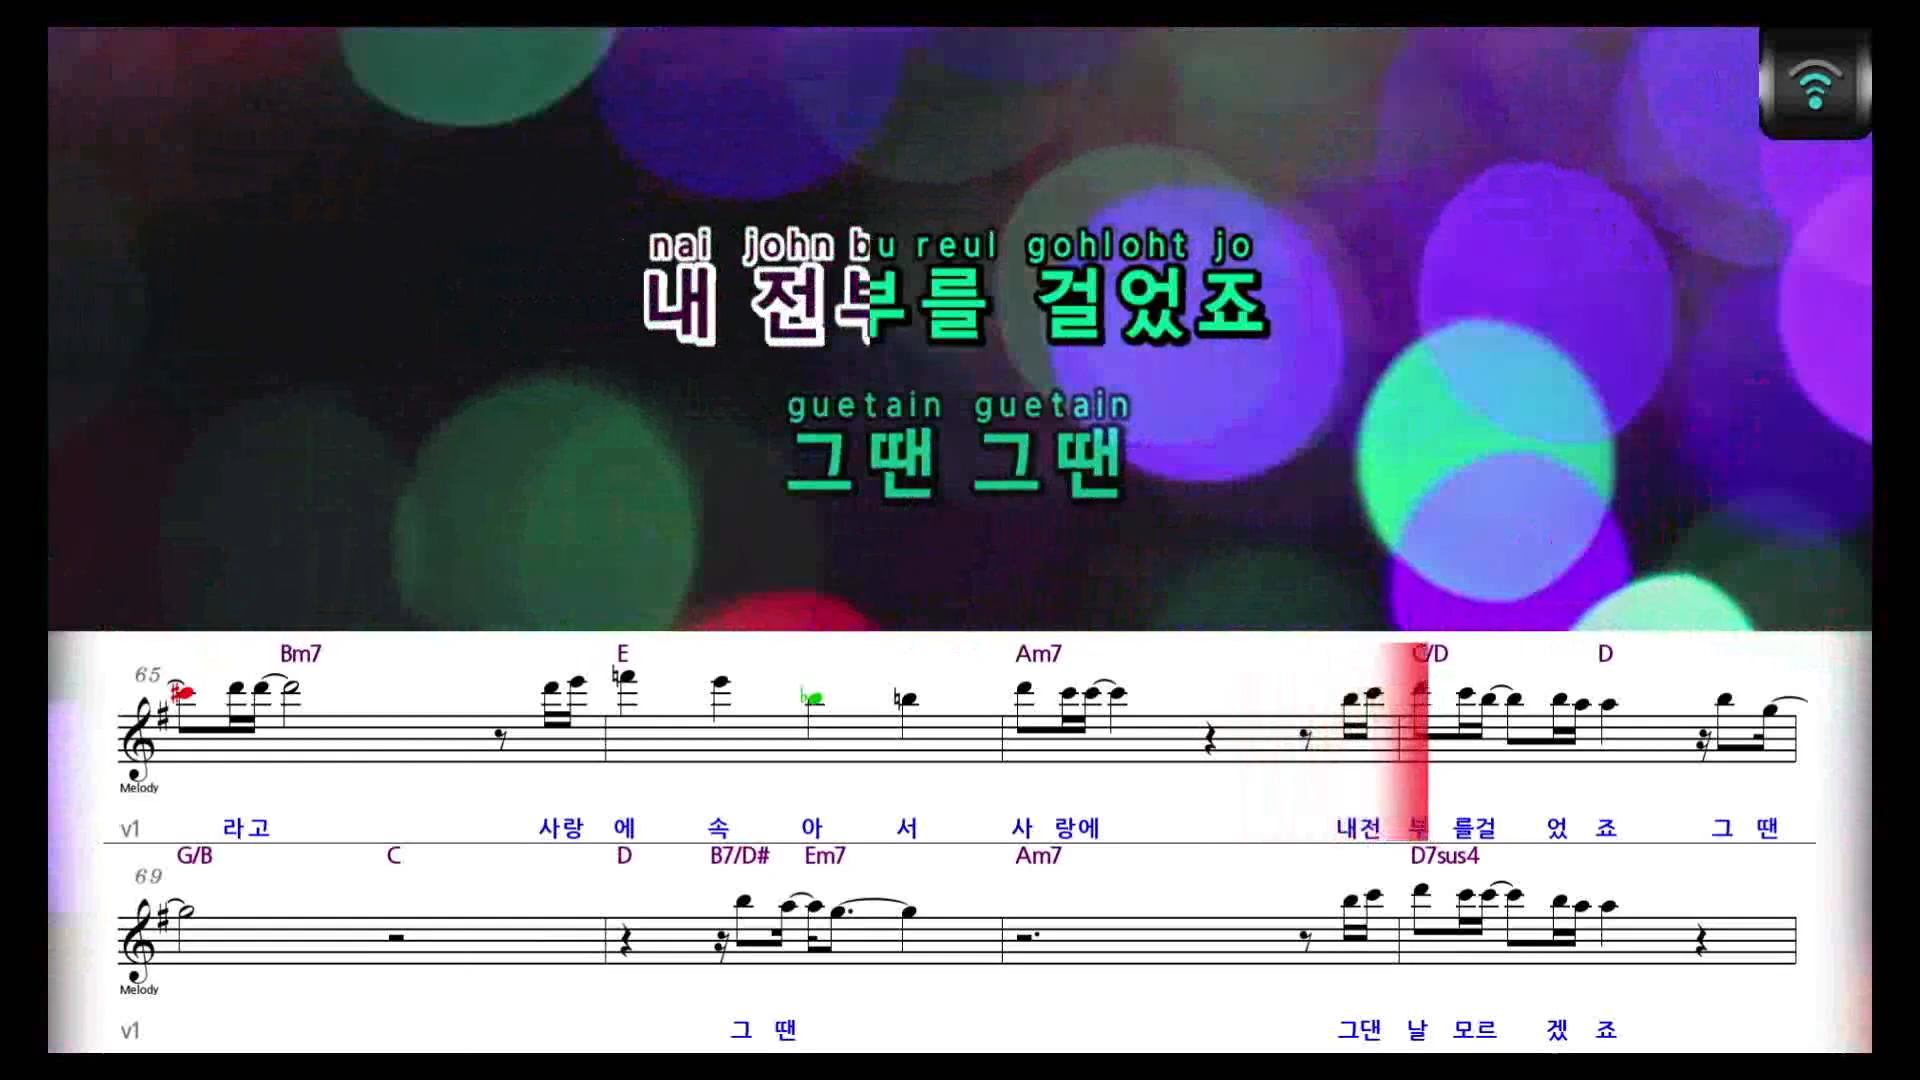 nai john bu reul gohloht jo
내 전부를 걸었죠
guetain guetain
그땐 그땐
Bm7 E Am7 C/D D
65
Melody
v1 라고 사랑 에 속 아 서 사 랑에 내전 부 를걸 었 죠 그 땐
G/B C D B7/D# Em7 Am7 D7sus4
69
Melody
v1 그 땐 그댄 날 모르 겠 죠